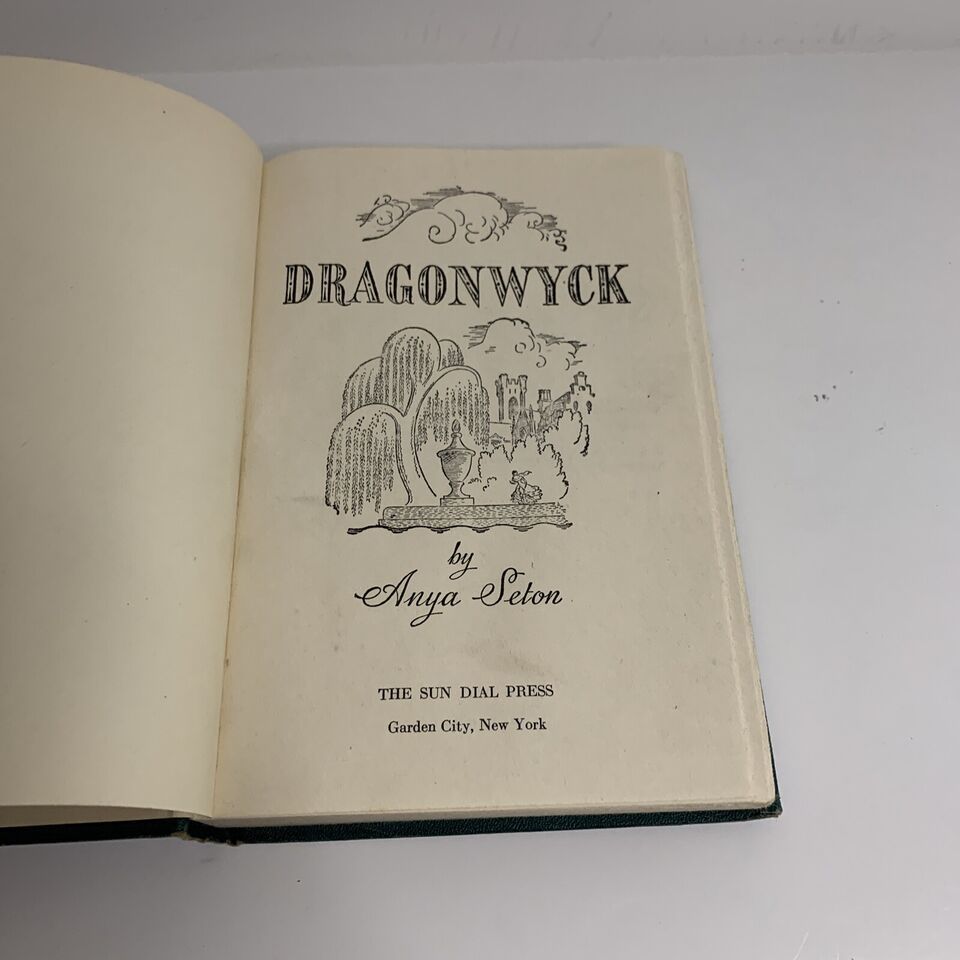 DRAGONWYCK
by
Anya Seton
THE SUN DIAL PRESS
Garden City, New York